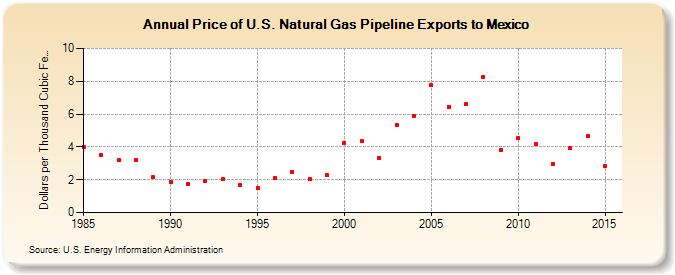 Annual Price of U.S. Natural Gas Pipeline Exports to Mexico
Dollars per Thousand Cubic Fe...
10
8
6
4
2
0
1985 1990 1995 2000 2005 2010 2015
Source: U.S. Energy Information Administration